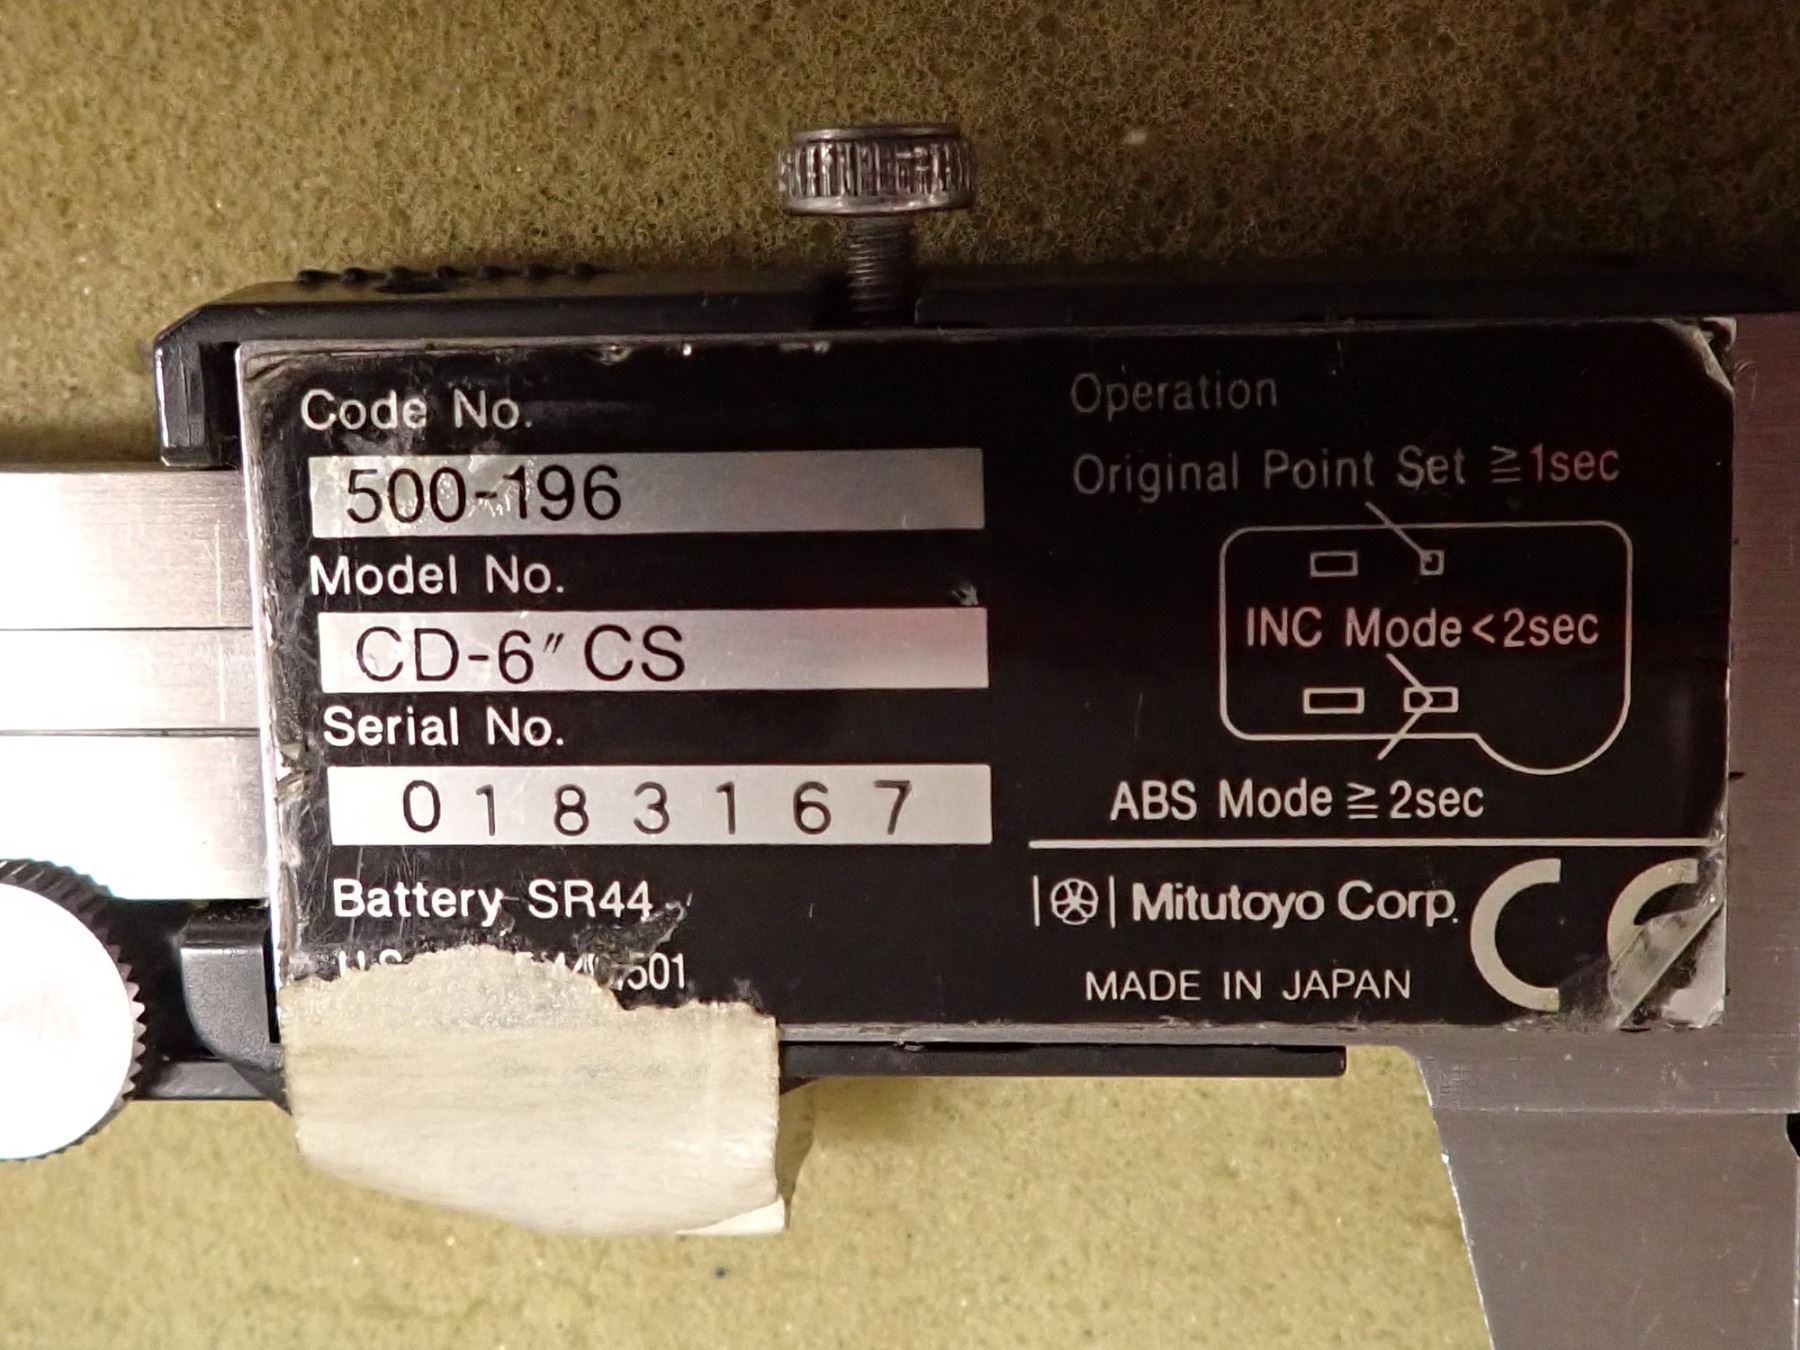 Code No.
500-196
Model No.
CD-6" CS
Serial No.
0183167
Battery SR44
501
Operation
Original Point Set ≧1sec
INC Mode<2sec
ABS Mode≧2sec
Mitutoyo Corp.
MADE IN JAPAN
CE